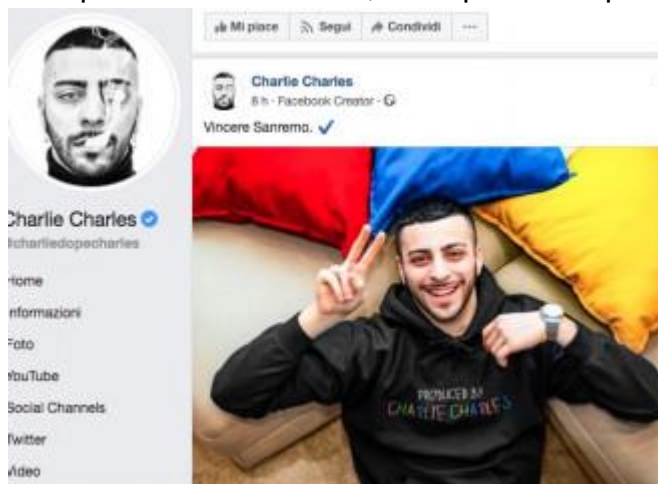 Mi piace Segui Condividi ...
Charlie Charles
8 h · Facebook Creator ·
Vincere Sanremo. ✔
Charlie Charles
@charliedopecharles
Home
Informazioni
Foto
YouTube
Social Channels
Twitter
Video
PRODUCED BY
CHARLIE CHARLES